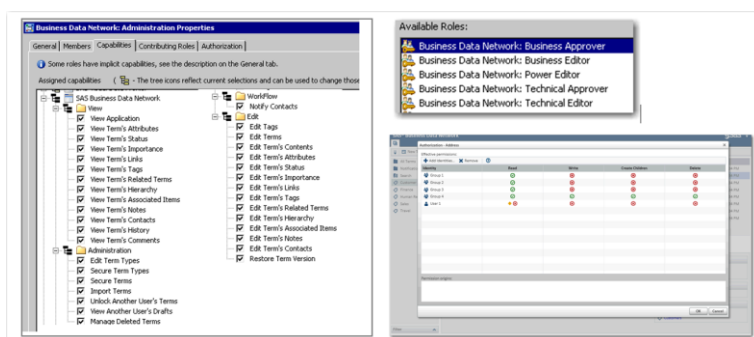 Business Data Network: Administration Properties
General Members Capabilities Contributing Roles Authorization
Some roles have implicit capabilities, see the description on the General tab.
Assigned capabilities ( - The tree icons reflect current selections and can be used to change those
SAS Business Data Network
View
View Application
View Term's Attributes
View Term's Status
View Term's Importance
View Term's Links
View Term's Tags
View Term's Related Terms
View Term's Hierarchy
View Term's Associated Items
View Term's Notes
View Term's Contacts
View Term's History
View Term's Comments
Administration
Edit Term Types
Secure Term Types
Secure Terms
Import Terms
Unlock Another User's Terms
View Another User's Drafts
Manage Deleted Terms
WorkFlow
Notify Contacts
Edit
Edit Tags
Edit Terms
Edit Term's Contents
Edit Term's Attributes
Edit Term's Status
Edit Term's Importance
Edit Term's Links
Edit Term's Tags
Edit Term's Related Terms
Edit Term's Hierarchy
Edit Term's Associated Items
Edit Term's Notes
Edit Term's Contacts
Restore Term Version
Available Roles:
Business Data Network: Business Approver
Business Data Network: Business Editor
Business Data Network: Power Editor
Business Data Network: Technical Approver
Business Data Network: Technical Editor
Authorization - Address
Effective permissions:
Remove
Identity Read Write Create Children Delete
Group 1
Group 2
Group 3
Group 4
User 1
OK Cancel